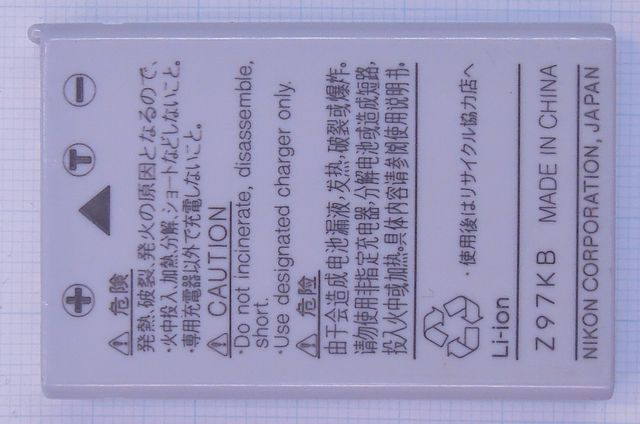 + T −
⚠危険
発熱、破裂、発火の原因となるので、
・火中投入、加熱、分解、ショートなどしないこと。
・専用充電器以外で充電しないこと。
⚠CAUTION
·Do not incinerate, disassemble,
short.
·Use designated charger only.
⚠危险
由于会造成电池漏液,发热,破裂或爆炸。
请勿使用非指定充电器,分解电池或造成短路,
投入火中或加热。具体内容请参阅使用说明书。
・使用後はリサイクル協力店へ
Li-ion
Z97KB MADE IN CHINA
NIKON CORPORATION, JAPAN